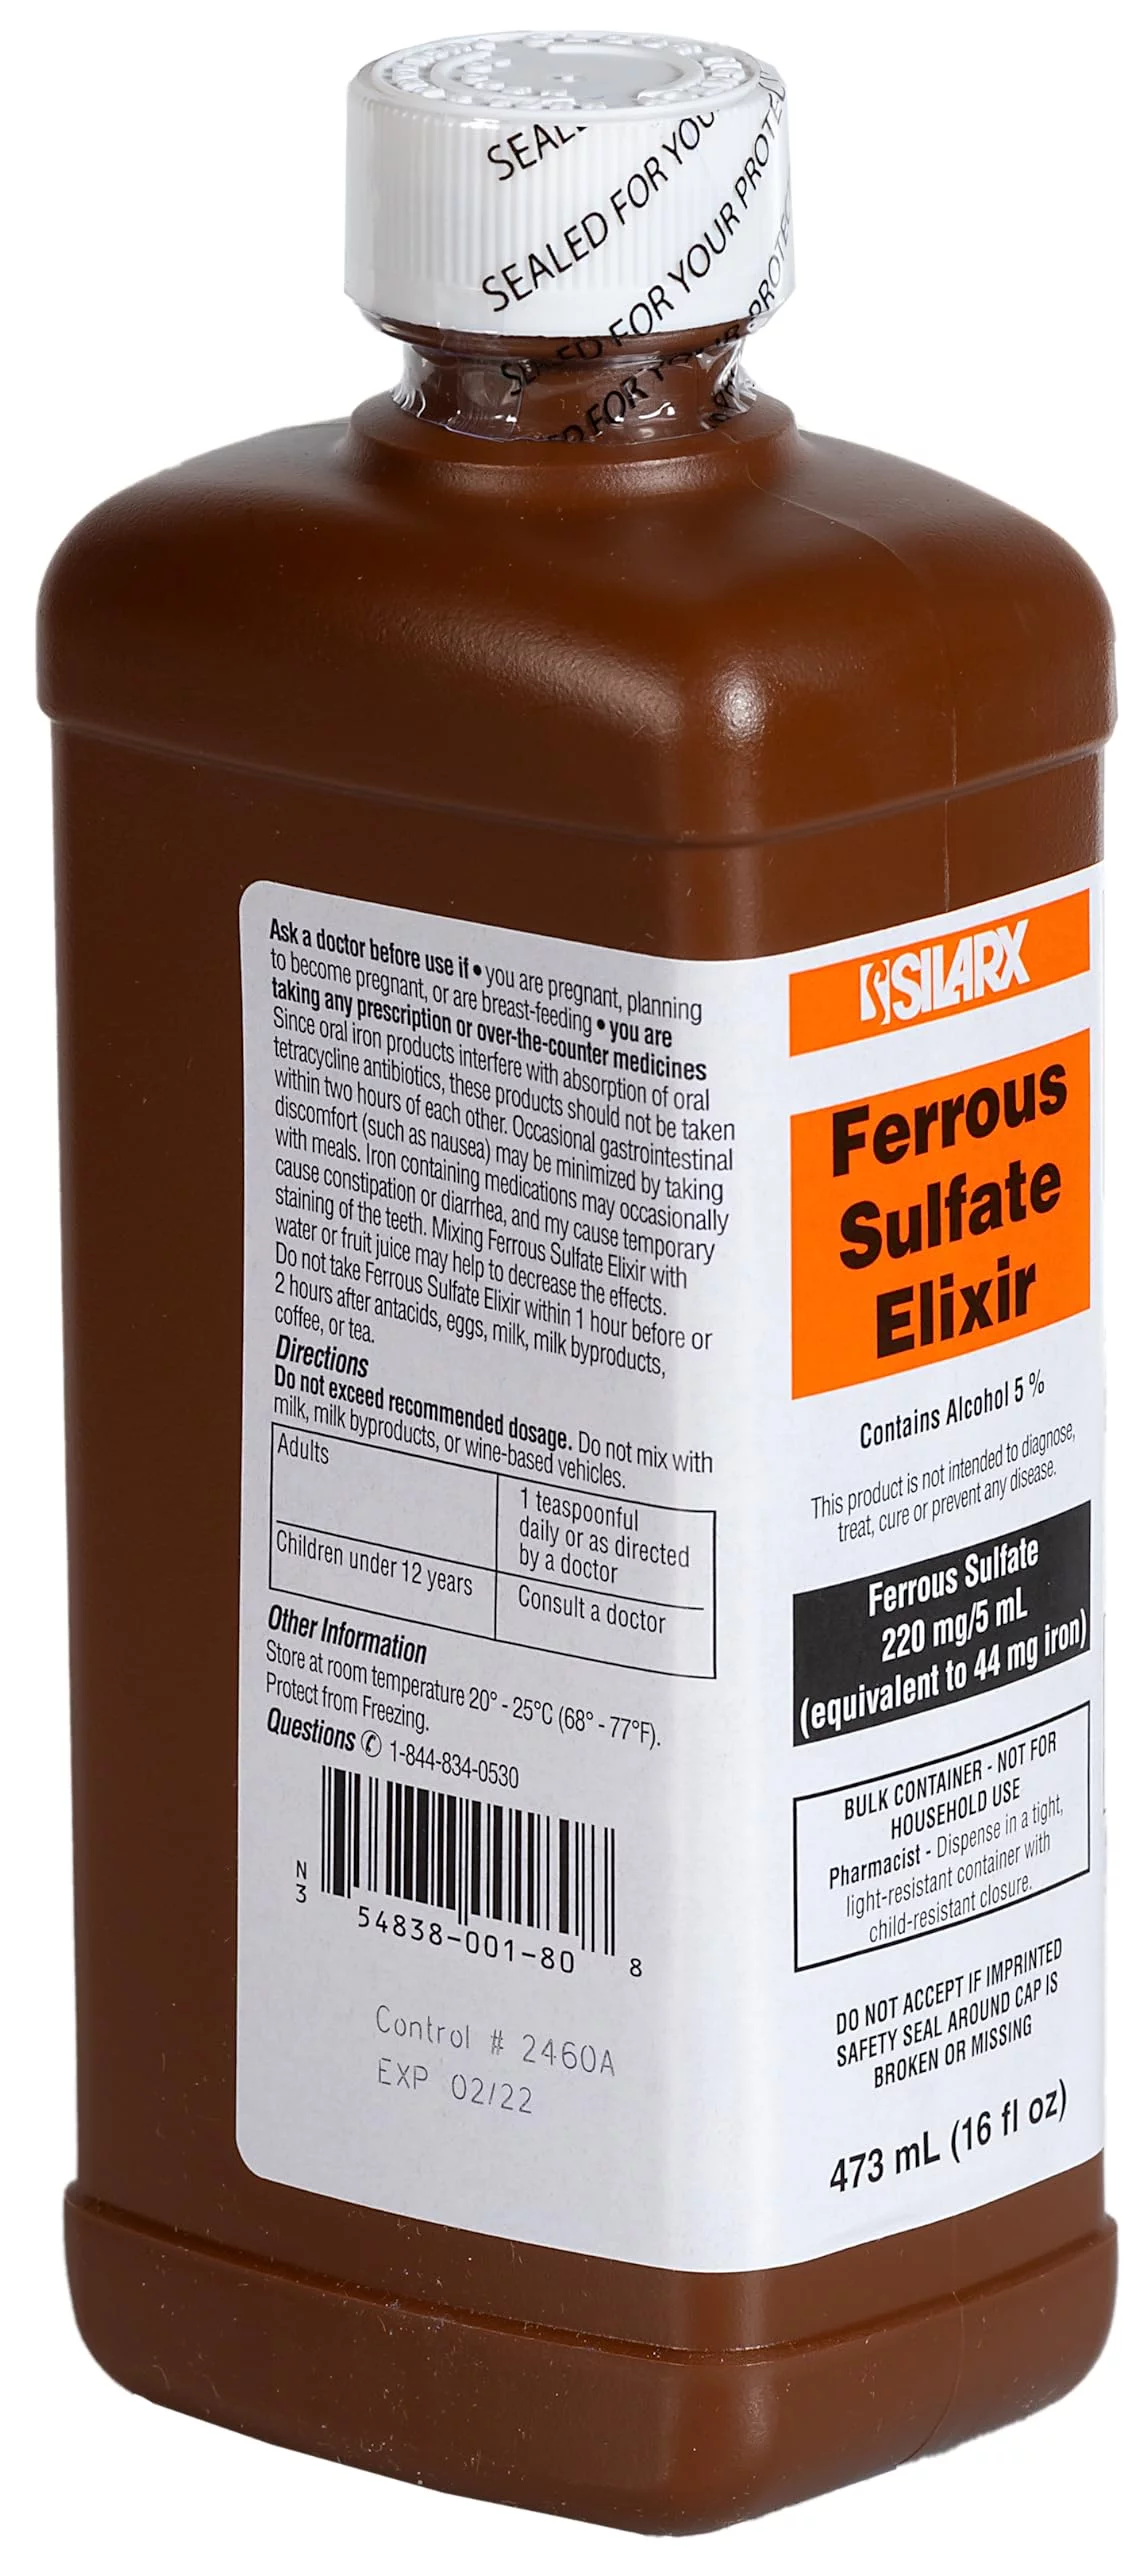 SEALED FOR YOU
SEALED FOR YOUR PROTE
FOR YOUR PROTEC
FOR
Ask a doctor before use if • you are pregnant, planning
to become pregnant, or are breast-feeding • you are
taking any prescription or over-the-counter medicines
Since oral iron products interfere with absorption of oral
tetracycline antibiotics, these products should not be taken
within two hours of each other. Occasional gastrointestinal
discomfort (such as nausea) may be minimized by taking
with meals. Iron containing medications may occasionally
cause constipation or diarrhea, and my cause temporary
staining of the teeth. Mixing Ferrous Sulfate Elixir with
water or fruit juice may help to decrease the effects.
Do not take Ferrous Sulfate Elixir within 1 hour before or
2 hours after antacids, eggs, milk, milk byproducts,
coffee, or tea.
Directions
Do not exceed recommended dosage. Do not mix with
milk, milk byproducts, or wine-based vehicles.
Adults
1 teaspoonful
daily or as directed
by a doctor
Children under 12 years
Consult a doctor
Other Information
Store at room temperature 20° - 25°C (68° - 77°F).
Protect from Freezing.
Questions ✆ 1-844-834-0530
N
3
54838-001-80
8
Control # 2460A
EXP 02/22
SILARX
Ferrous
Sulfate
Elixir
Contains Alcohol 5 %
This product is not intended to diagnose,
treat, cure or prevent any disease.
Ferrous Sulfate
220 mg/5 mL
(equivalent to 44 mg iron)
BULK CONTAINER - NOT FOR
HOUSEHOLD USE
Pharmacist - Dispense in a tight,
light-resistant container with
child-resistant closure.
DO NOT ACCEPT IF IMPRINTED
SAFETY SEAL AROUND CAP IS
BROKEN OR MISSING
473 mL (16 fl oz)